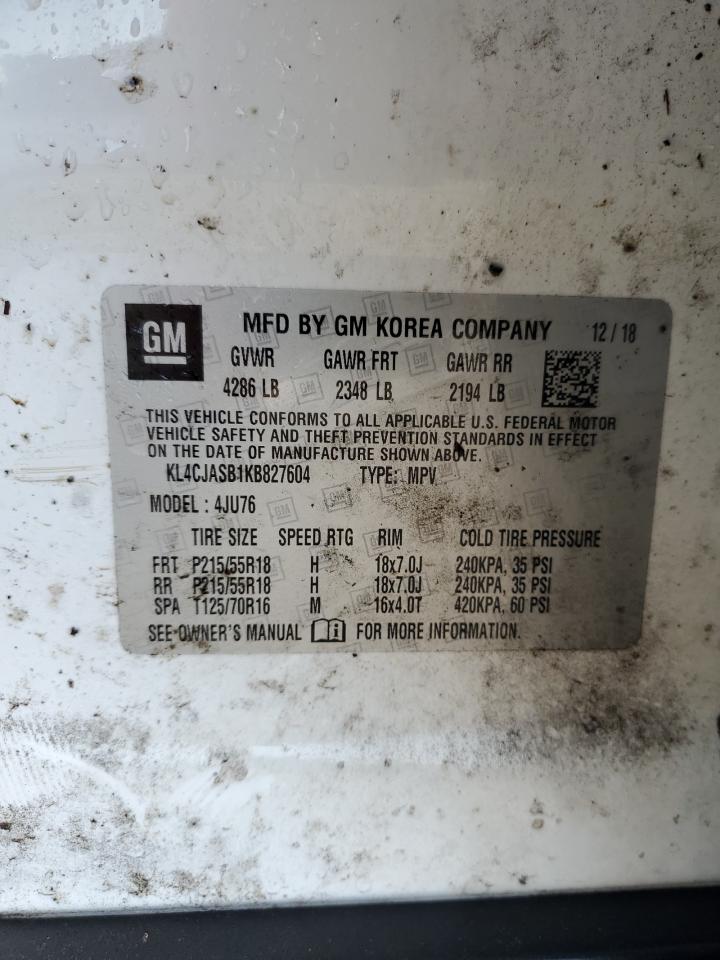 GM MFD BY GM KOREA COMPANY 12/18
GVWR GAWR FRT GAWR RR
4286 LB 2348 LB 2194 LB
THIS VEHICLE CONFORMS TO ALL APPLICABLE U.S. FEDERAL MOTOR
VEHICLE SAFETY AND THEFT PREVENTION STANDARDS IN EFFECT
ON THE DATE OF MANUFACTURE SHOWN ABOVE.
KL4CJASB1KB827604 TYPE: MPV
MODEL : 4JU76
TIRE SIZE SPEED RTG RIM COLD TIRE PRESSURE
FRT P215/55R18 H 18x7.0J 240KPA, 35 PSI
RR P215/55R18 H 18x7.0J 240KPA, 35 PSI
SPA T125/70R16 M 16x4.0T 420KPA, 60 PSI
SEE OWNER'S MANUAL i FOR MORE INFORMATION.